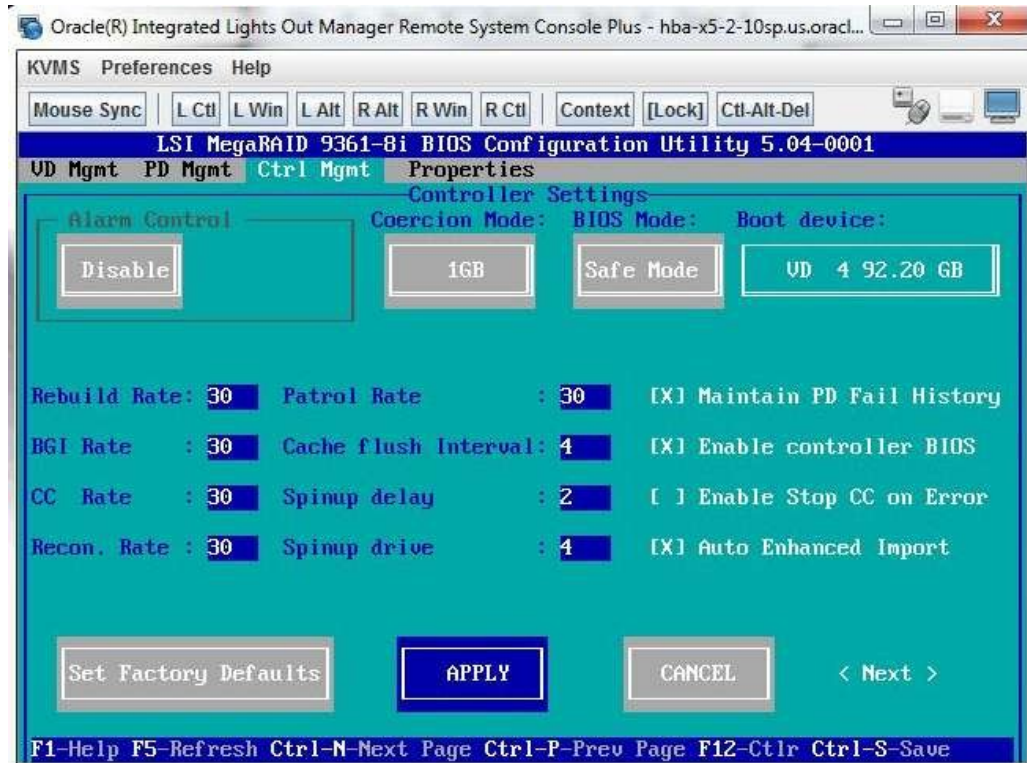 Oracle(R) Integrated Lights Out Manager Remote System Console Plus - hba-x5-2-10sp.us.oracl...
KVMS Preferences Help
Mouse Sync L Ctl L Win L Alt R Alt R Win R Ctl Context [Lock] Ctl-Alt-Del
LSI MegaRAID 9361-8i BIOS Configuration Utility 5.04-0001
VD Mgmt PD Mgmt Ctrl Mgmt Properties
Controller Settings
Alarm Control Coercion Mode: BIOS Mode: Boot device:
Disable 1GB Safe Mode VD 4 92.20 GB
Rebuild Rate: 30 Patrol Rate : 30 [X] Maintain PD Fail History
BGI Rate : 30 Cache flush Interval: 4 [X] Enable controller BIOS
CC Rate : 30 Spinup delay : 2 [ ] Enable Stop CC on Error
Recon. Rate : 30 Spinup drive : 4 [X] Auto Enhanced Import
Set Factory Defaults APPLY CANCEL < Next >
F1-Help F5-Refresh Ctrl-N-Next Page Ctrl-P-Prev Page F12-Ctlr Ctrl-S-Save